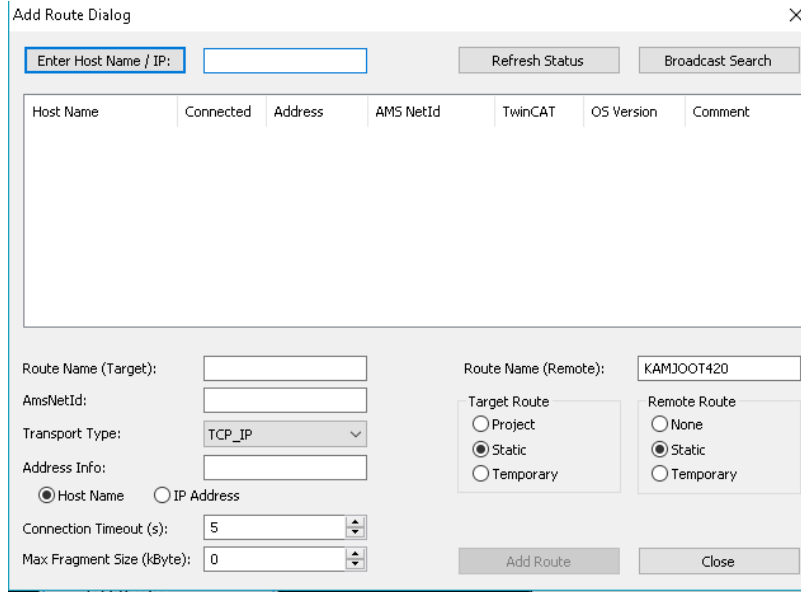 Add Route Dialog
Enter Host Name / IP: Refresh Status Broadcast Search
Host Name Connected Address AMS NetId TwinCAT OS Version Comment
Route Name (Target): Route Name (Remote): KAMJOOT420
AmsNetId: Target Route Remote Route
Project None
Transport Type: TCP_IP
Static Static
Address Info:
Temporary Temporary
Host Name IP Address
Connection Timeout (s): 5
Max Fragment Size (kByte): 0 Add Route Close